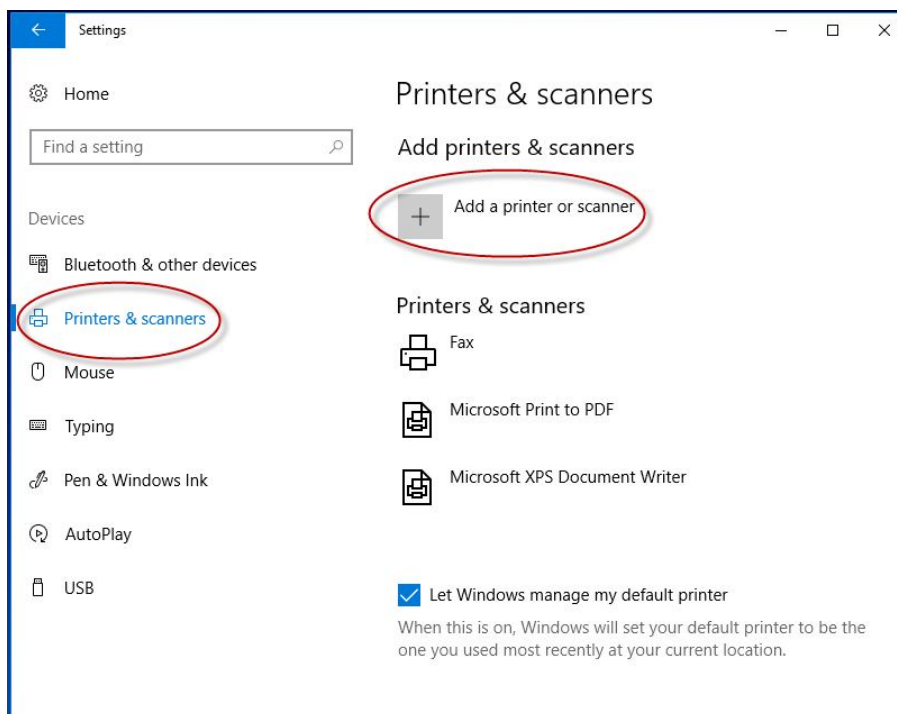 Settings
Home
Find a setting
Devices
Bluetooth & other devices
Printers & scanners
Mouse
Typing
Pen & Windows Ink
AutoPlay
USB
Printers & scanners
Add printers & scanners
Add a printer or scanner
Printers & scanners
Fax
Microsoft Print to PDF
Microsoft XPS Document Writer
Let Windows manage my default printer
When this is on, Windows will set your default printer to be the
one you used most recently at your current location.